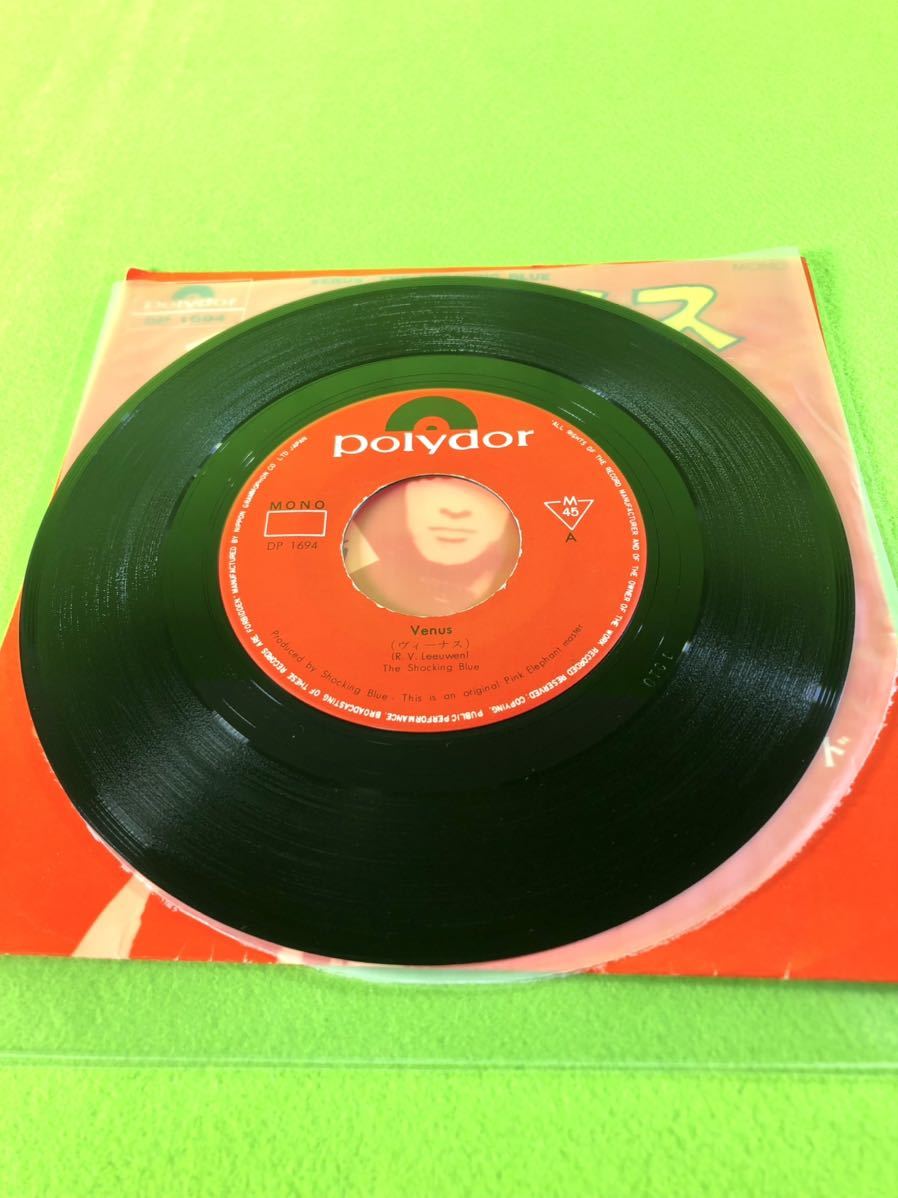 polydor
DP 1694
VENUS
BLUE
MONO
ス
polydor
MONO
DP 1694
M
45
A
Venus
(ヴィーナス)
(R. V. Leeuwen)
The Shocking Blue
Produced by Shocking Blue - This is an original Pink Elephant master
ALL RIGHTS OF THE RECORD MANUFACTURER AND OF THE OWNER OF THE WORK RECORDED RESERVED. COPYING, PUBLIC PERFORMANCE BROADCASTING OF THESE RECORDS ARE FORBIDDEN • MANUFACTURED BY NIPPON GRAMMOPHON CO LTD JAPAN